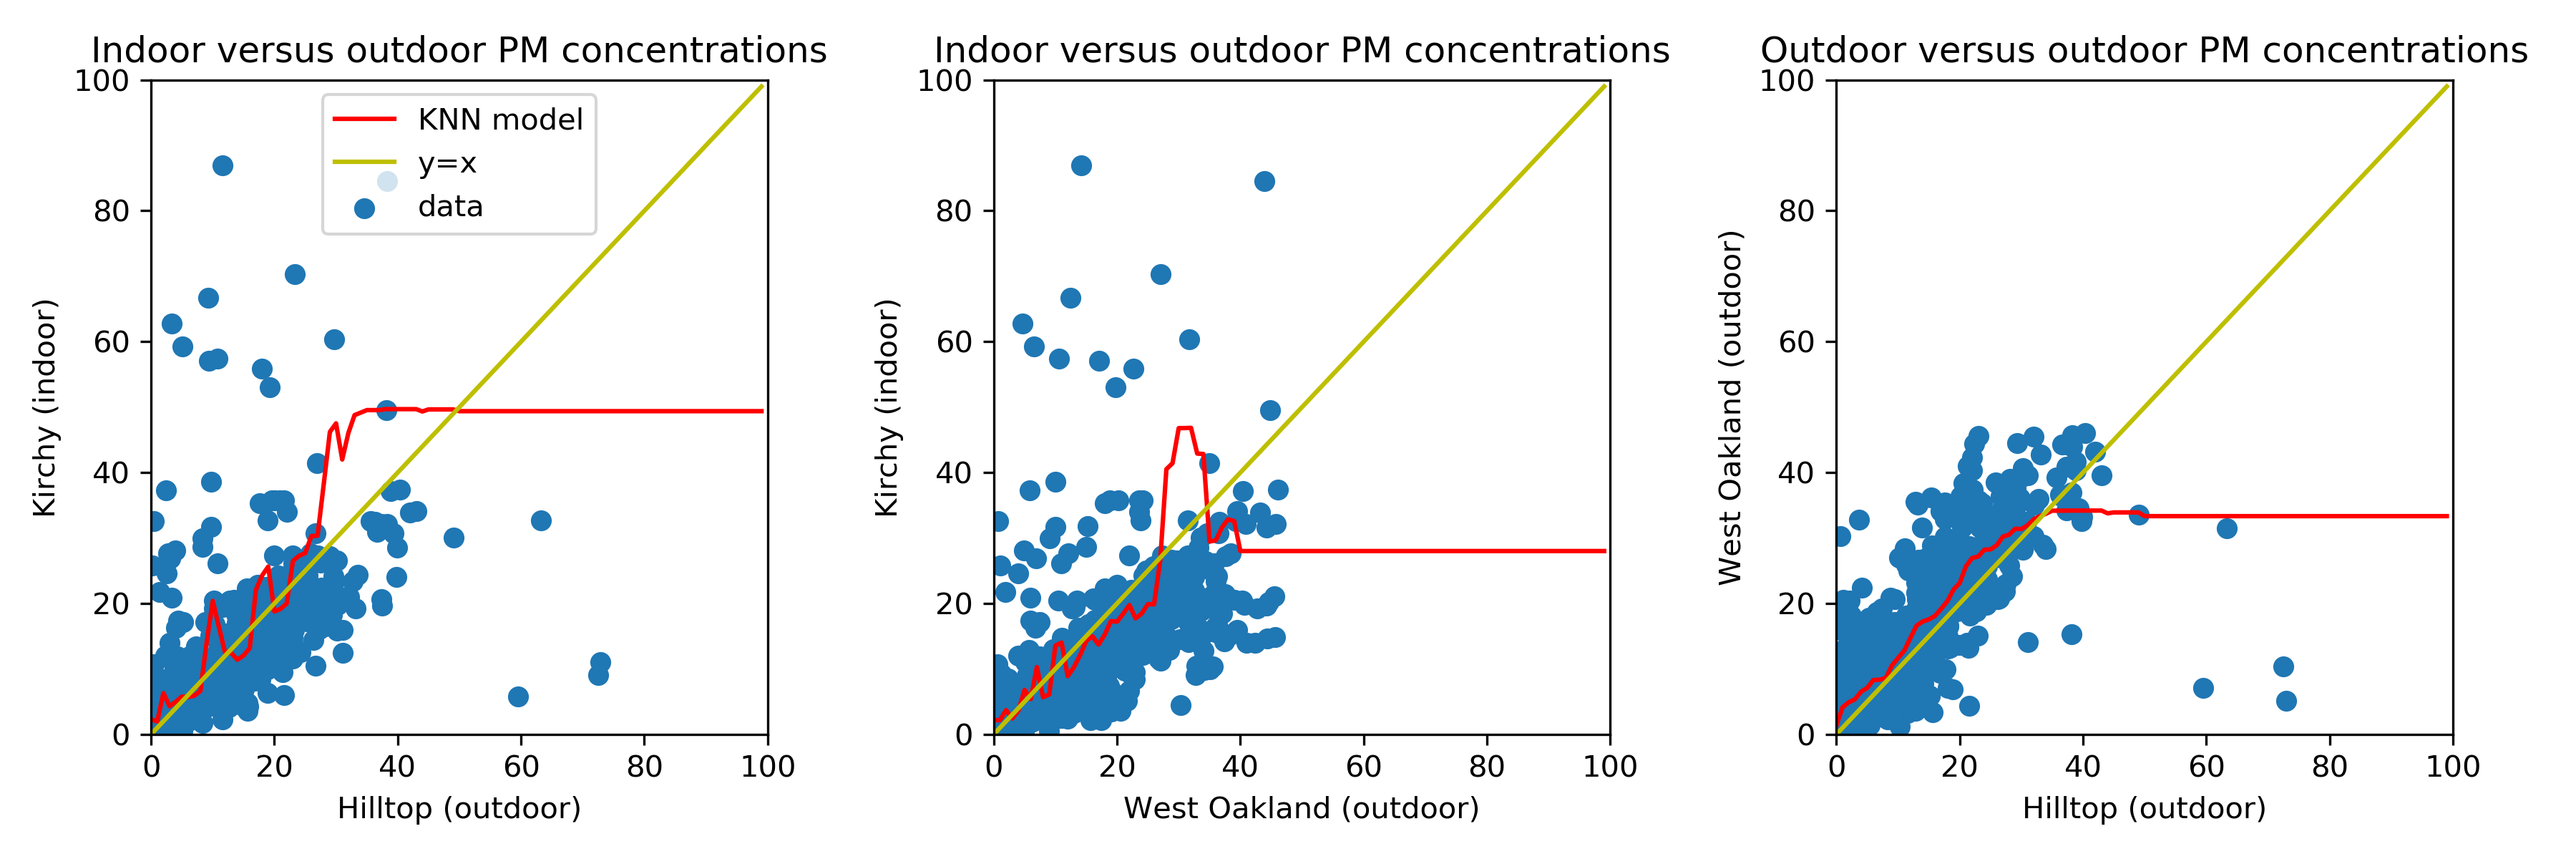 Indoor versus outdoor PM concentrations
100
80
60
40
20
0
Kirchy (indoor)
KNN model
y=x
data
0 20 40 60 80 100
Hilltop (outdoor)
Indoor versus outdoor PM concentrations
100
80
60
40
20
0
Kirchy (indoor)
0 20 40 60 80 100
West Oakland (outdoor)
Outdoor versus outdoor PM concentrations
100
80
60
40
20
0
West Oakland (outdoor)
0 20 40 60 80 100
Hilltop (outdoor)